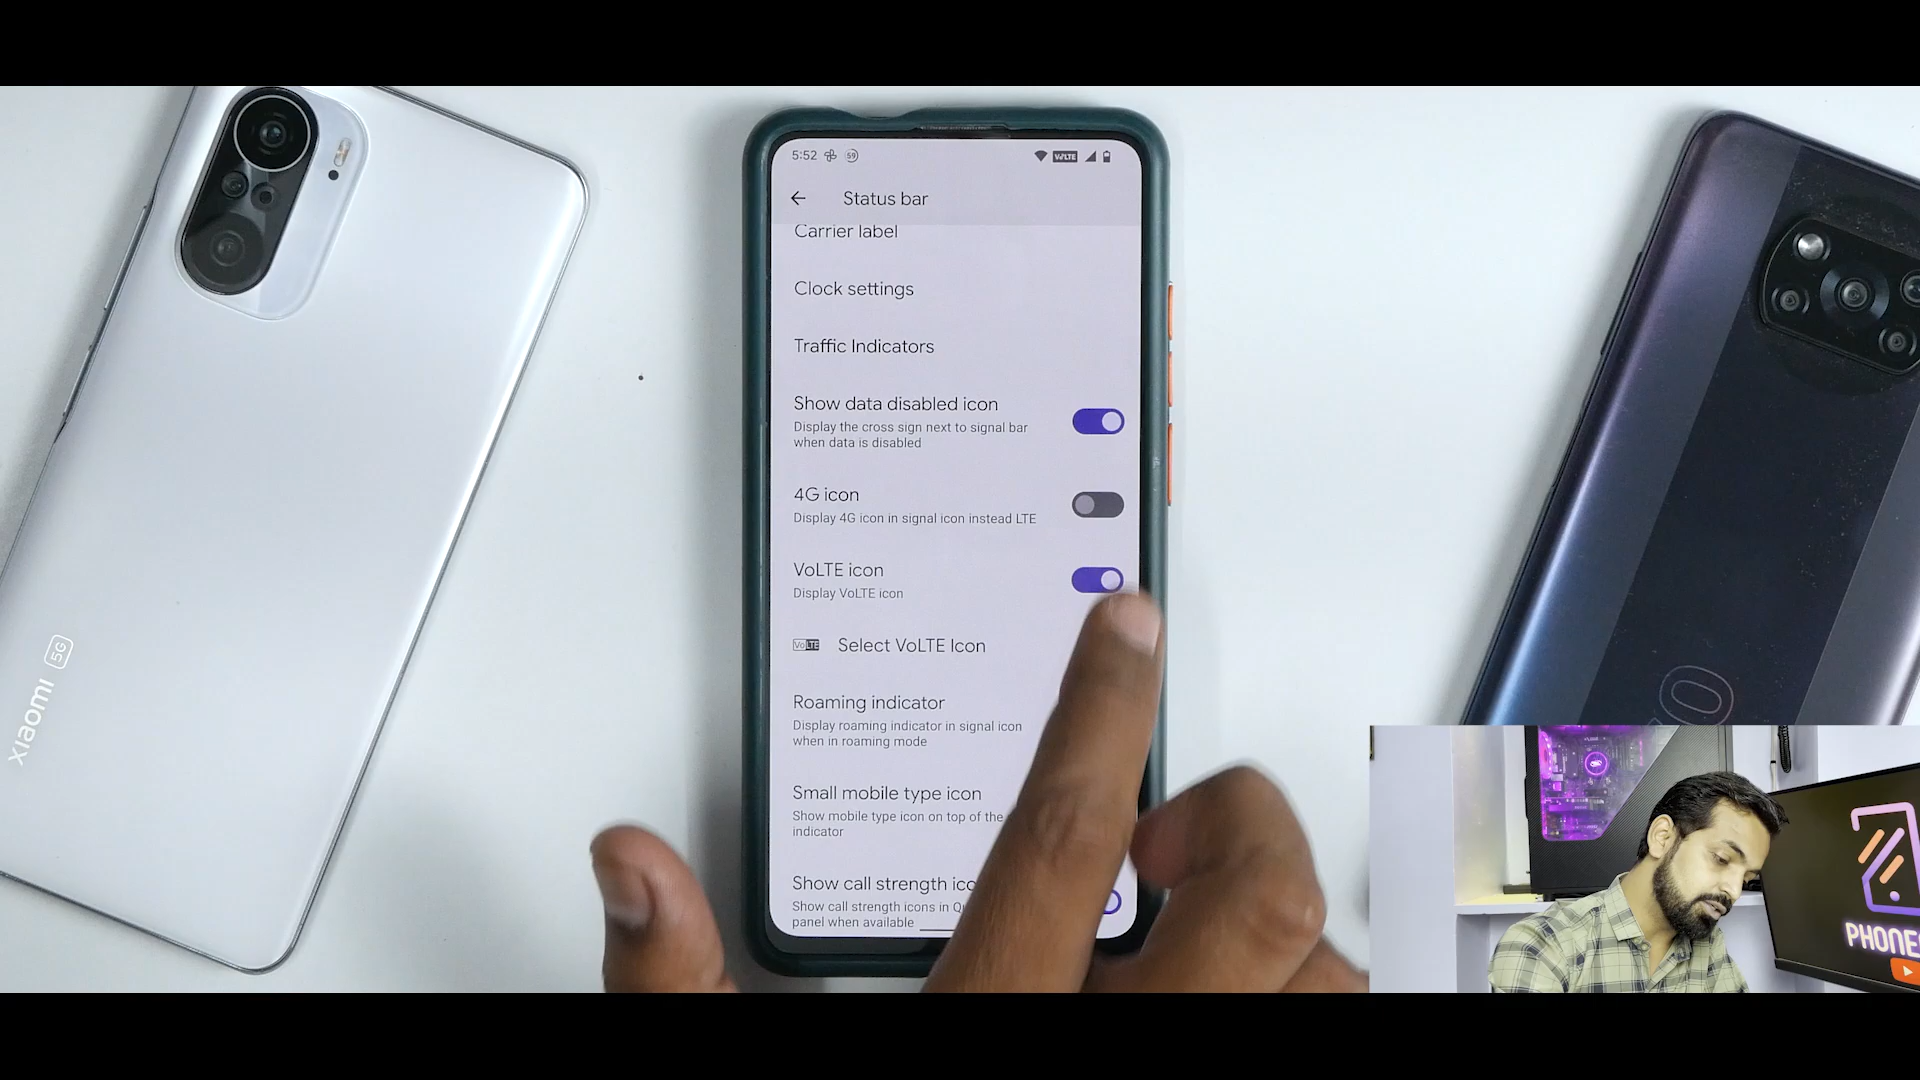 5:52
59
VoLTE
Status bar
Carrier label
Clock settings
Traffic Indicators
Show data disabled icon
Display the cross sign next to signal bar
when data is disabled
4G icon
Display 4G icon in signal icon instead LTE
VoLTE icon
Display VoLTE icon
VoLTE
Select VoLTE Icon
Roaming indicator
Display roaming indicator in signal icon
when in roaming mode
Small mobile type icon
Show mobile type icon on top of the
indicator
Show call strength ico
Show call strength icons in Qu
panel when available
xiaomi 5G
PHONE